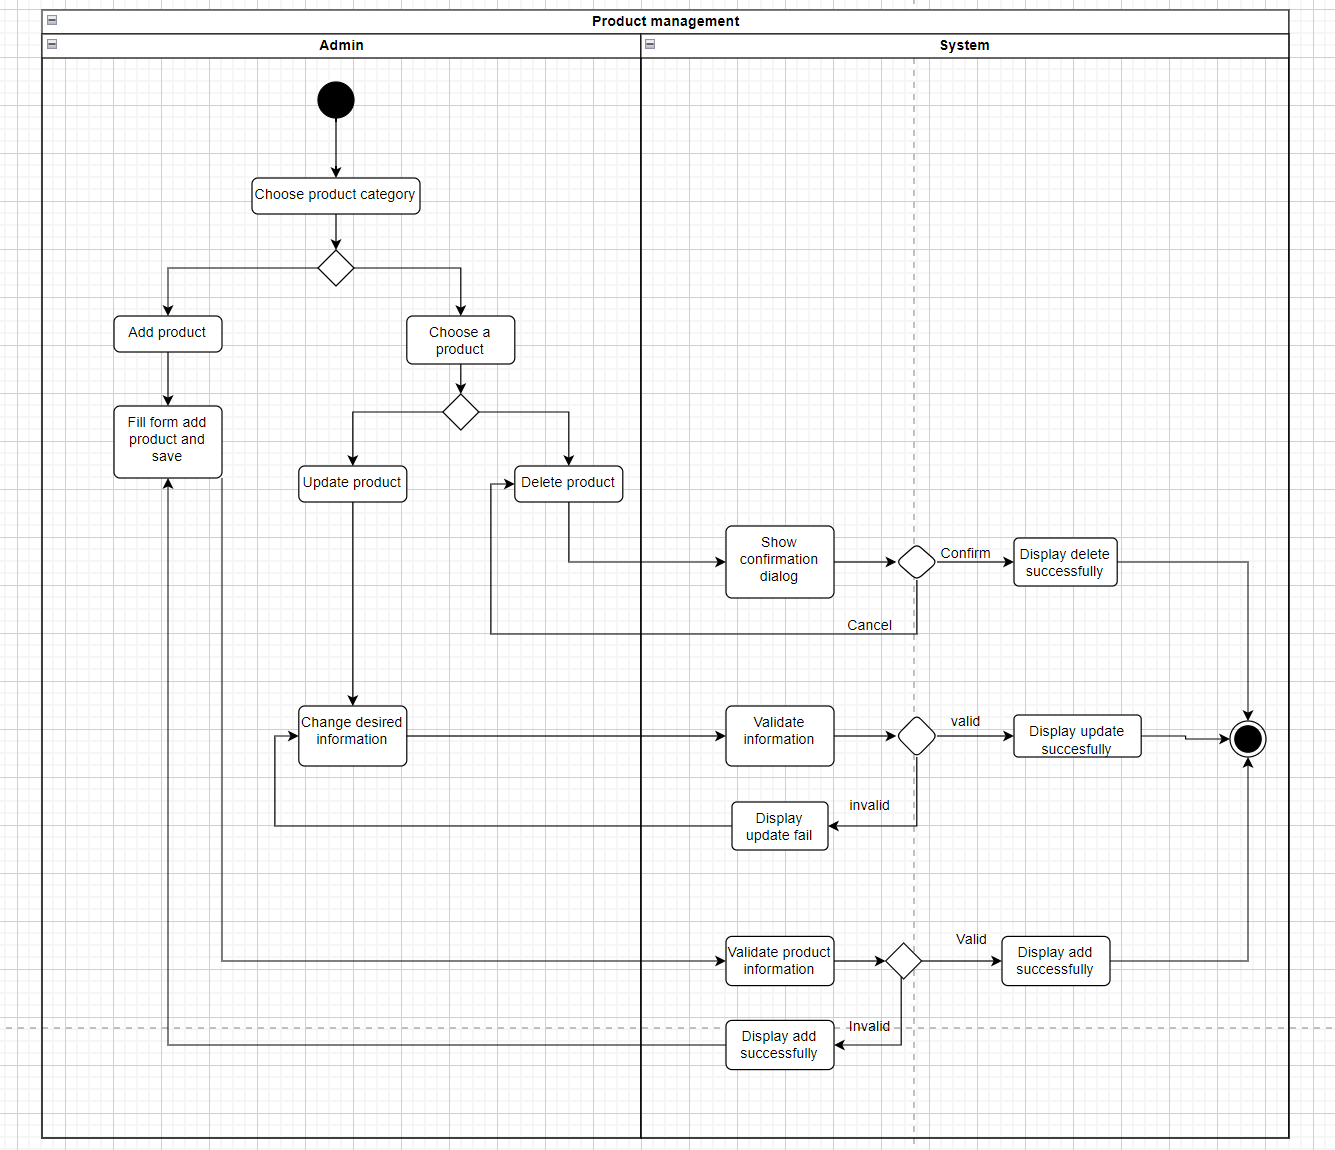 Product management
Admin
System
Choose product category
Add product
Choose a
product
Fill form add
product and
save
Update product
Delete product
Show
confirmation
dialog
Confirm
Display delete
successfully
Cancel
Change desired
information
Validate
information
valid
Display update
succesfully
invalid
Display
update fail
Validate product
information
Valid
Display add
successfully
Invalid
Display add
successfully